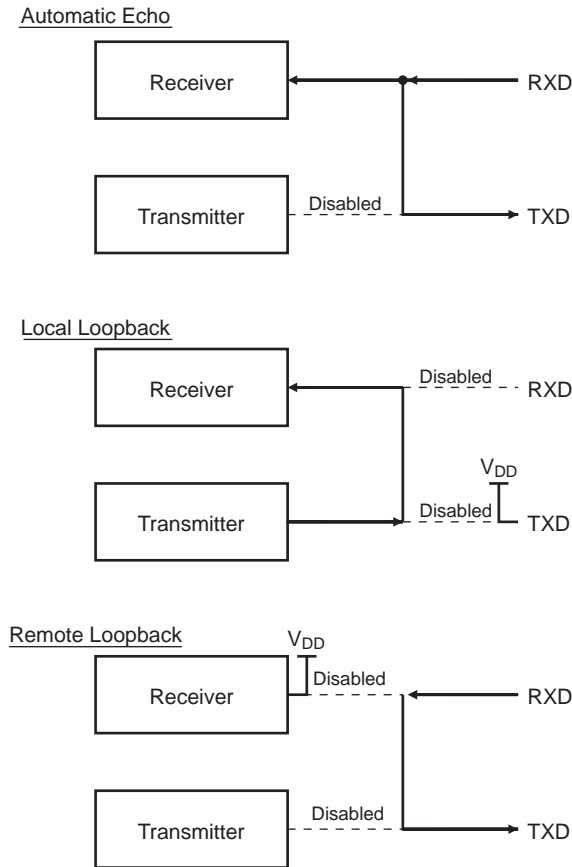 Automatic Echo
Receiver
RXD
Transmitter
Disabled
TXD
Local Loopback
Receiver
Disabled
RXD
VDD
Transmitter
Disabled
TXD
Remote Loopback
VDD
Receiver
Disabled
RXD
Transmitter
Disabled
TXD